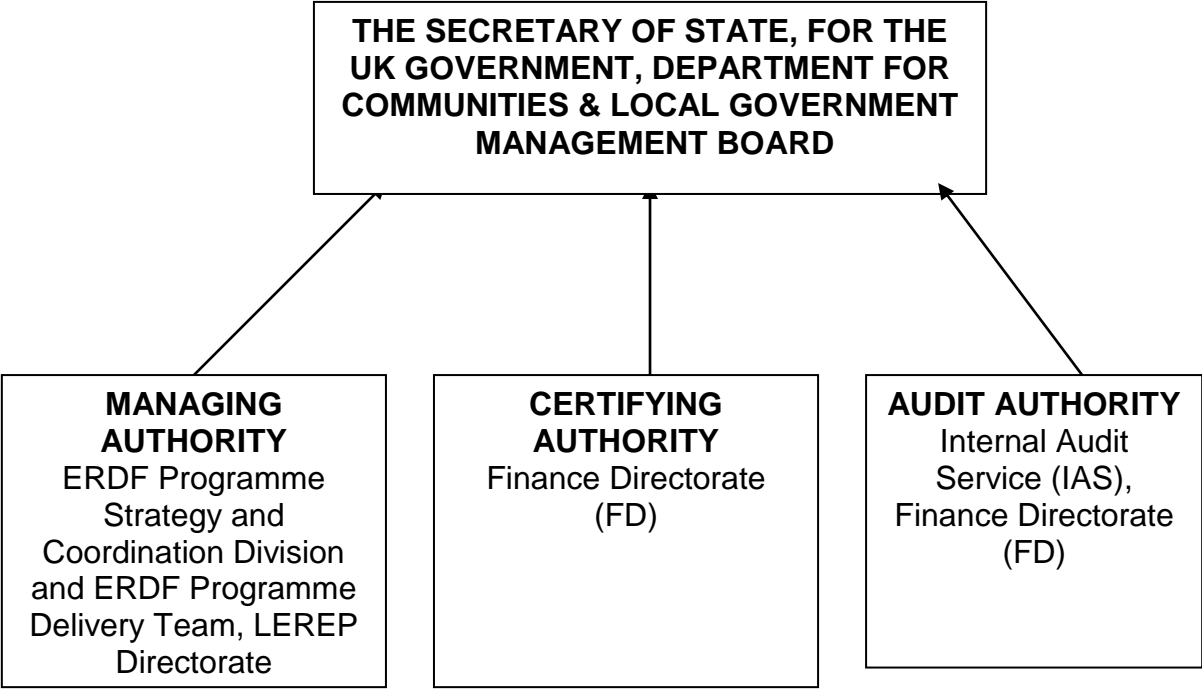 THE SECRETARY OF STATE, FOR THE
UK GOVERNMENT, DEPARTMENT FOR
COMMUNITIES & LOCAL GOVERNMENT
MANAGEMENT BOARD
MANAGING
AUTHORITY
ERDF Programme
Strategy and
Coordination Division
and ERDF Programme
Delivery Team, LEREP
Directorate
CERTIFYING
AUTHORITY
Finance Directorate
(FD)
AUDIT AUTHORITY
Internal Audit
Service (IAS),
Finance Directorate
(FD)